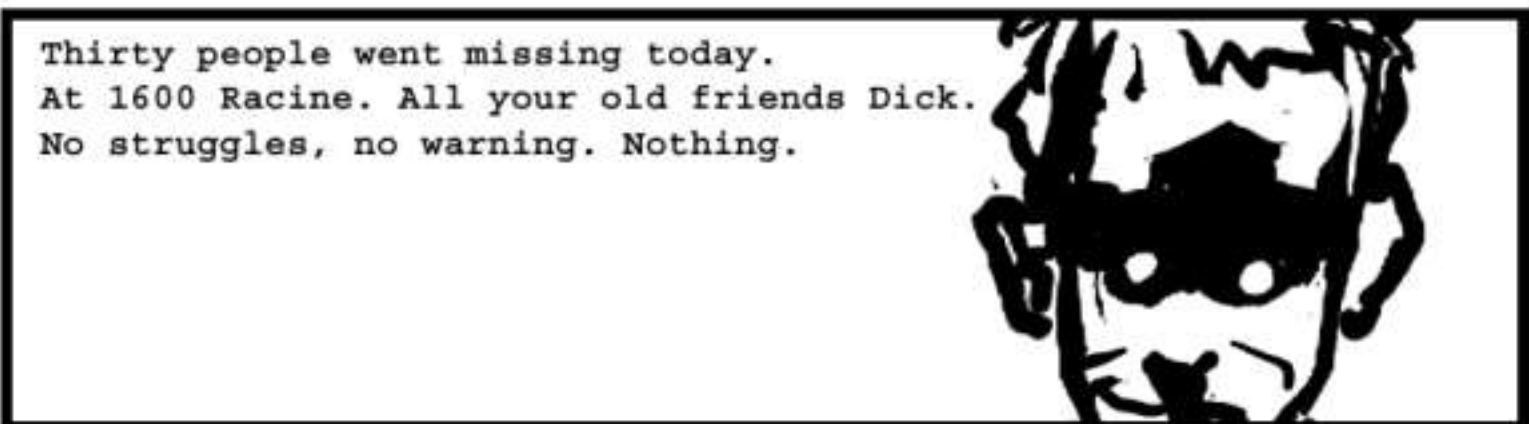 Thirty people went missing today.
At 1600 Racine. All your old friends Dick.
No struggles, no warning. Nothing.